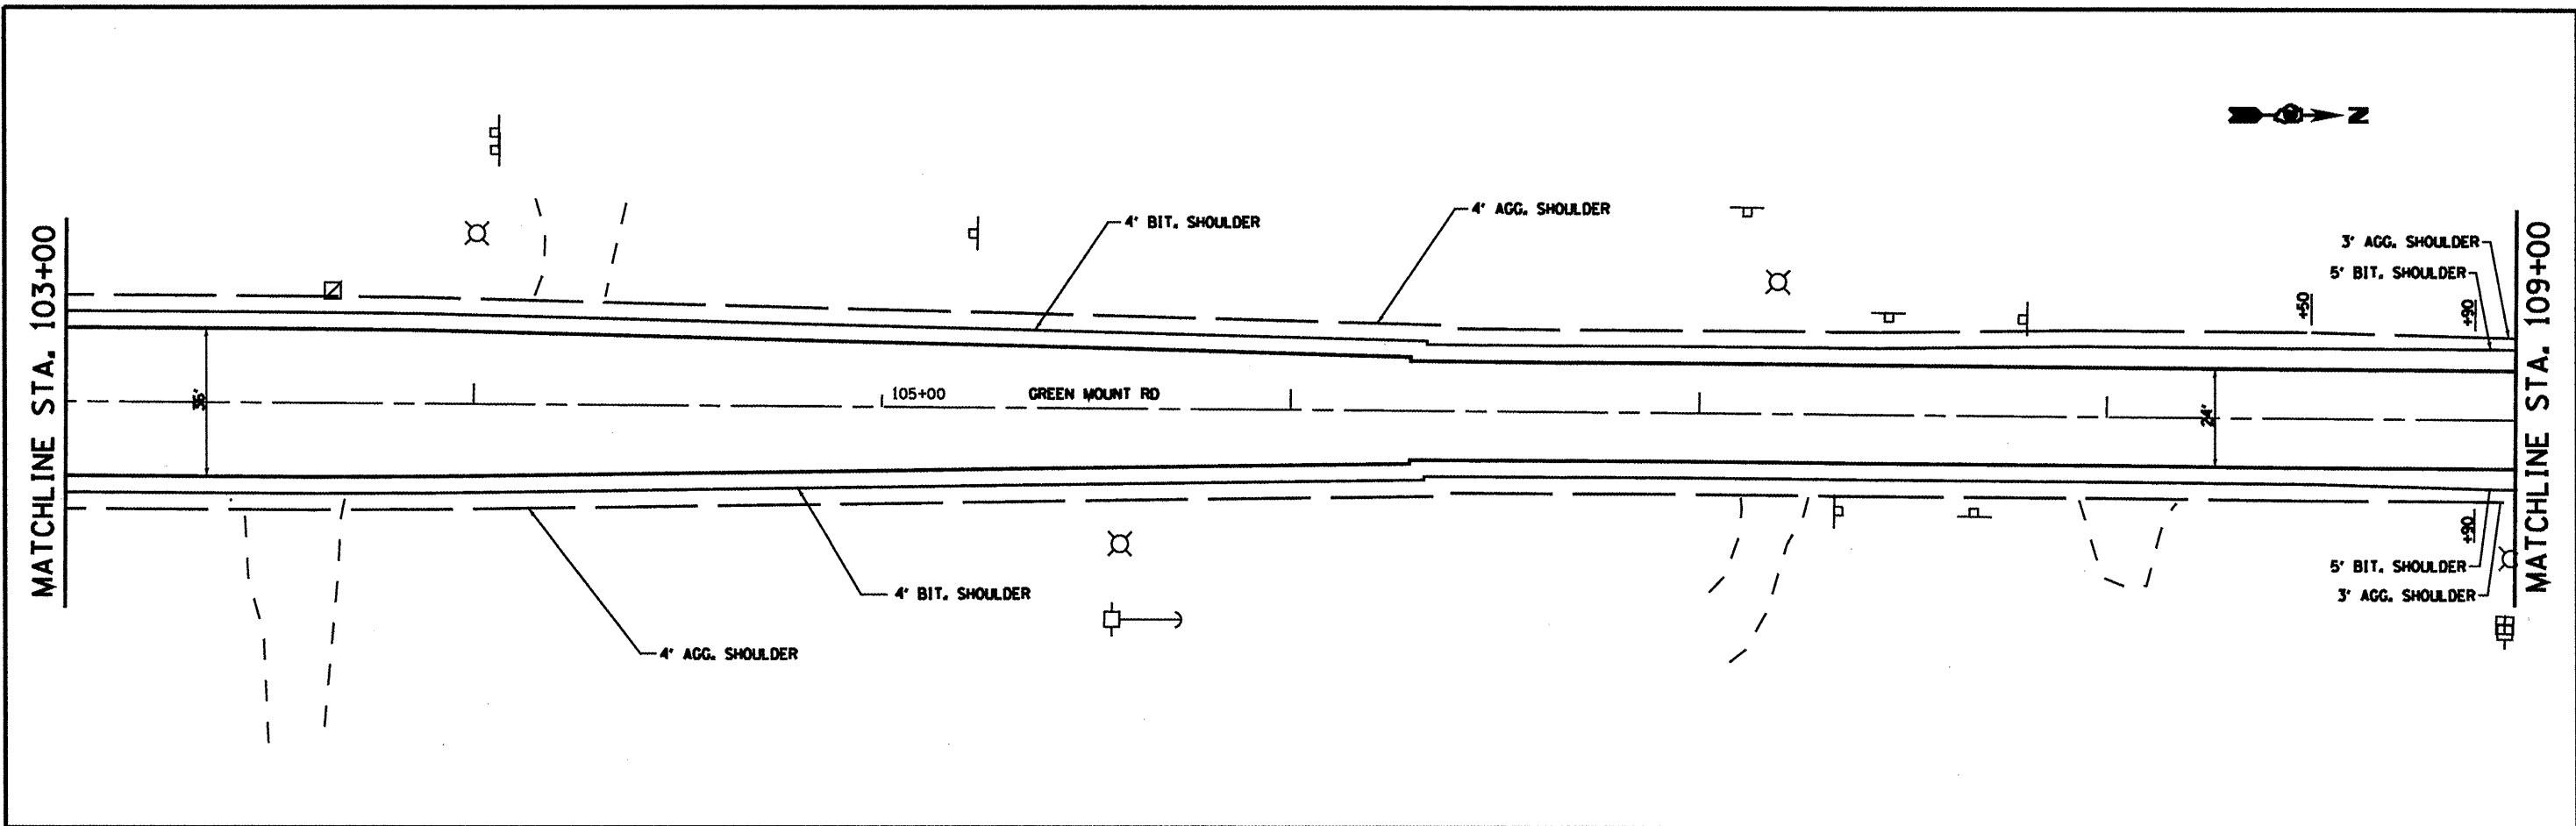 N
4' BIT. SHOULDER
4' AGG. SHOULDER
3' AGG. SHOULDER
5' BIT. SHOULDER
+50
+90
MATCHLINE STA. 103+00
MATCHLINE STA. 109+00
36'
105+00
GREEN MOUNT RD
24'
+90
5' BIT. SHOULDER
3' AGG. SHOULDER
4' BIT. SHOULDER
4' AGG. SHOULDER